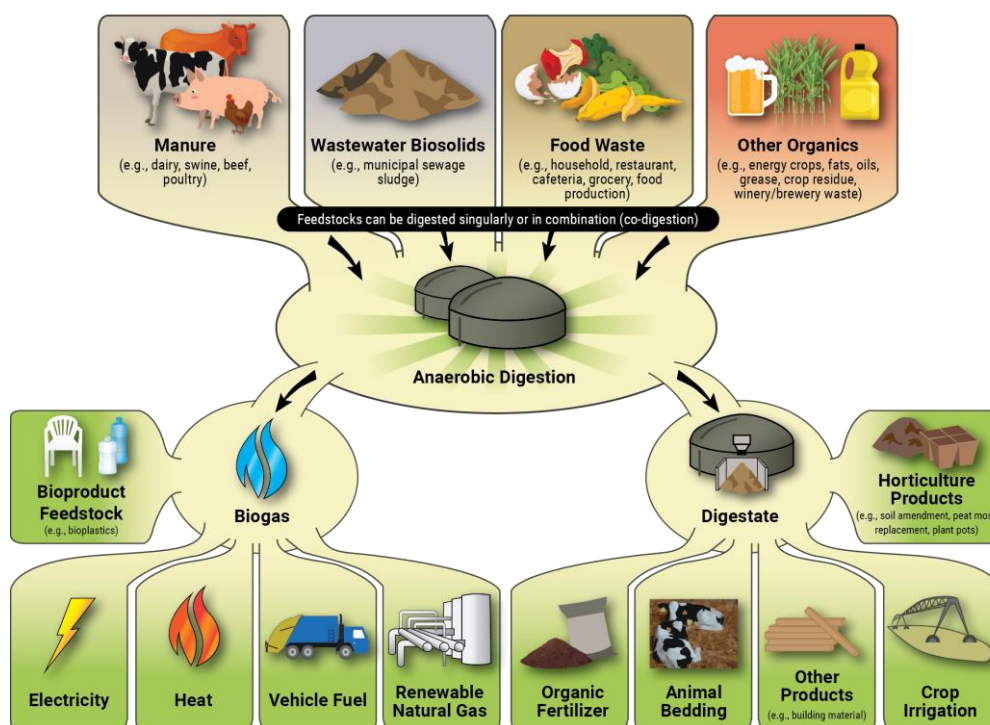 Manure
(e.g., dairy, swine, beef,
poultry)
Wastewater Biosolids
(e.g., municipal sewage
sludge)
Food Waste
(e.g., household, restaurant,
cafeteria, grocery, food
production)
Other Organics
(e.g., energy crops, fats, oils,
grease, crop residue,
winery/brewery waste)
Feedstocks can be digested singularly or in combination (co-digestion)
Anaerobic Digestion
Bioproduct
Feedstock
(e.g., bioplastics)
Biogas
Digestate
Horticulture
Products
(e.g., soil amendment, peat mos
replacement, plant pots)
Electricity
Heat
Vehicle Fuel
Renewable
Natural Gas
Organic
Fertilizer
Animal
Bedding
Other
Products
(e.g., building material)
Crop
Irrigation